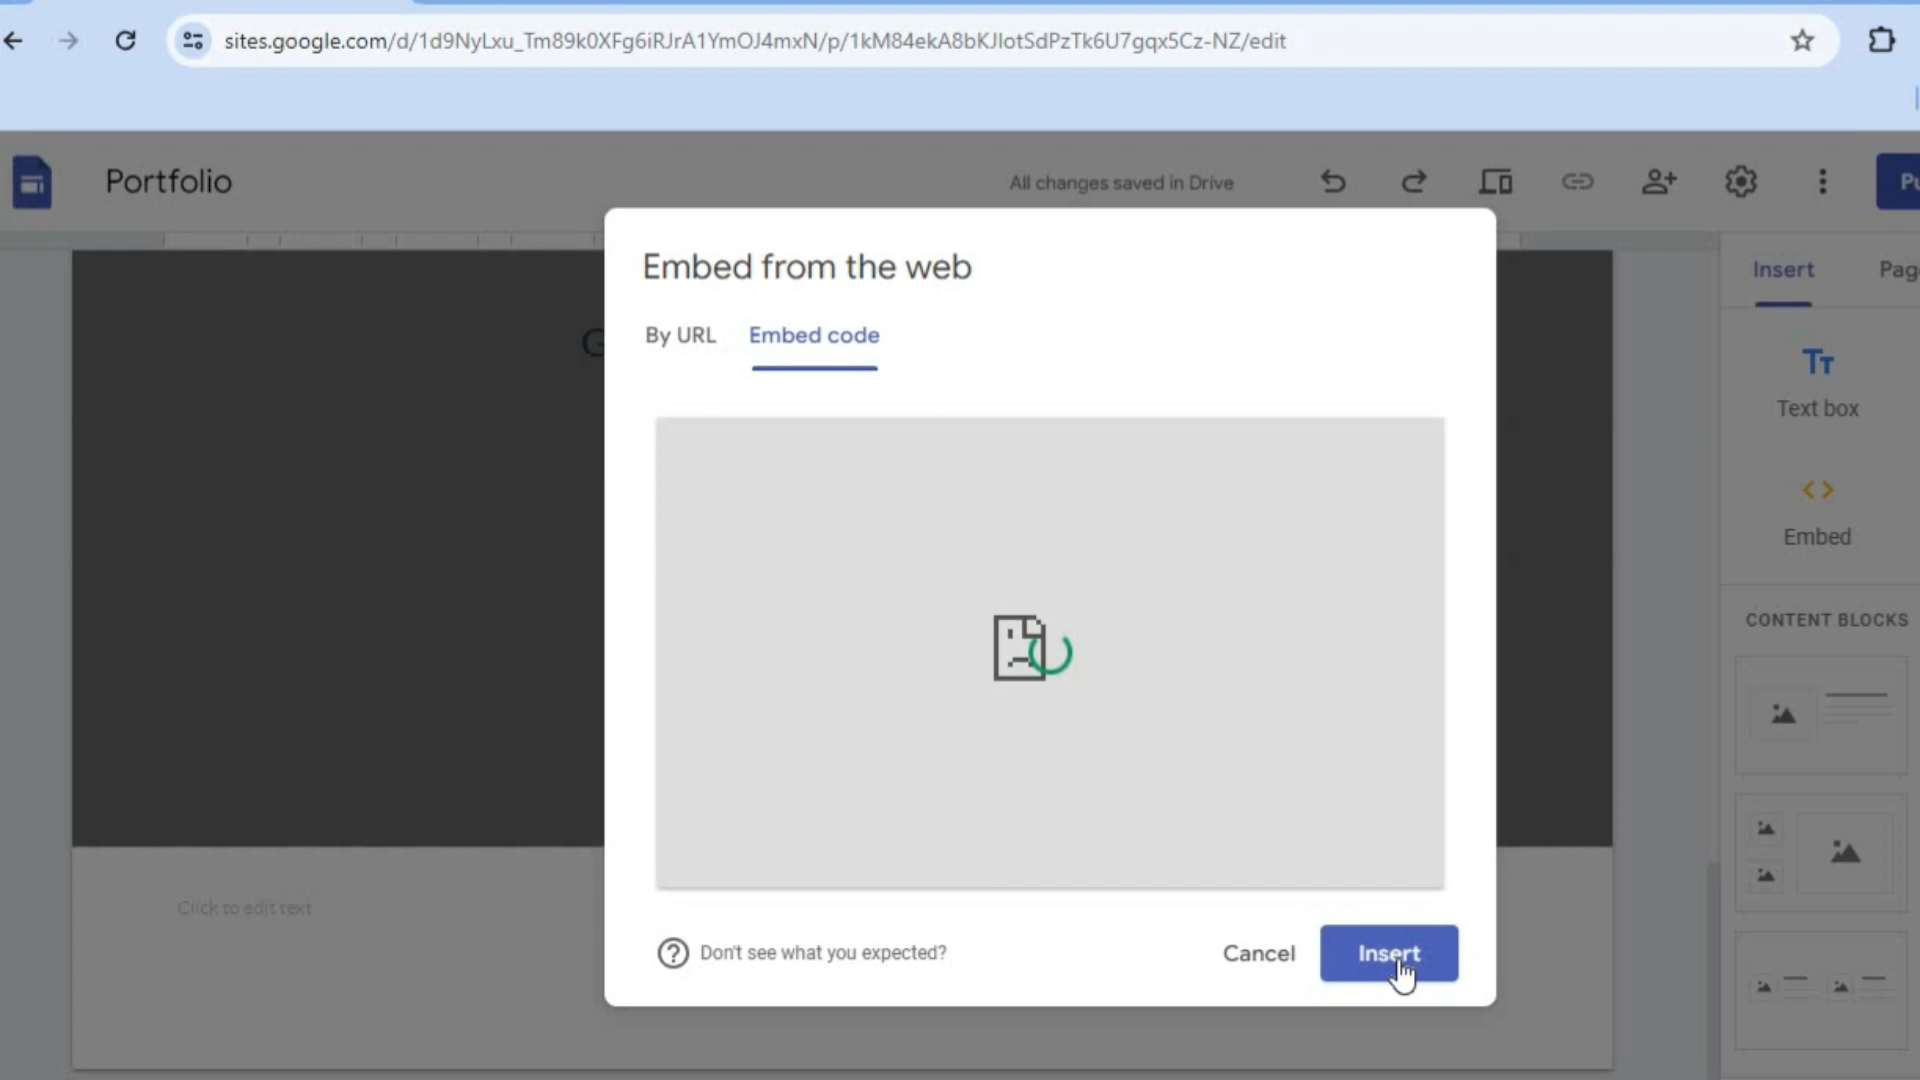 sites.google.com/d/1d9NyLxu_Tm89k0XFg6iRJrA1YmOJ4mxN/p/1kM84ekA8bKJlotSdPzTk6U7gqx5Cz-NZ/edit
Portfolio
All changes saved in Drive
Pu
Embed from the web
By URL
Embed code
G
Insert
Pag
Text box
Embed
CONTENT BLOCKS
Click to edit text
Don't see what you expected?
Cancel
Insert